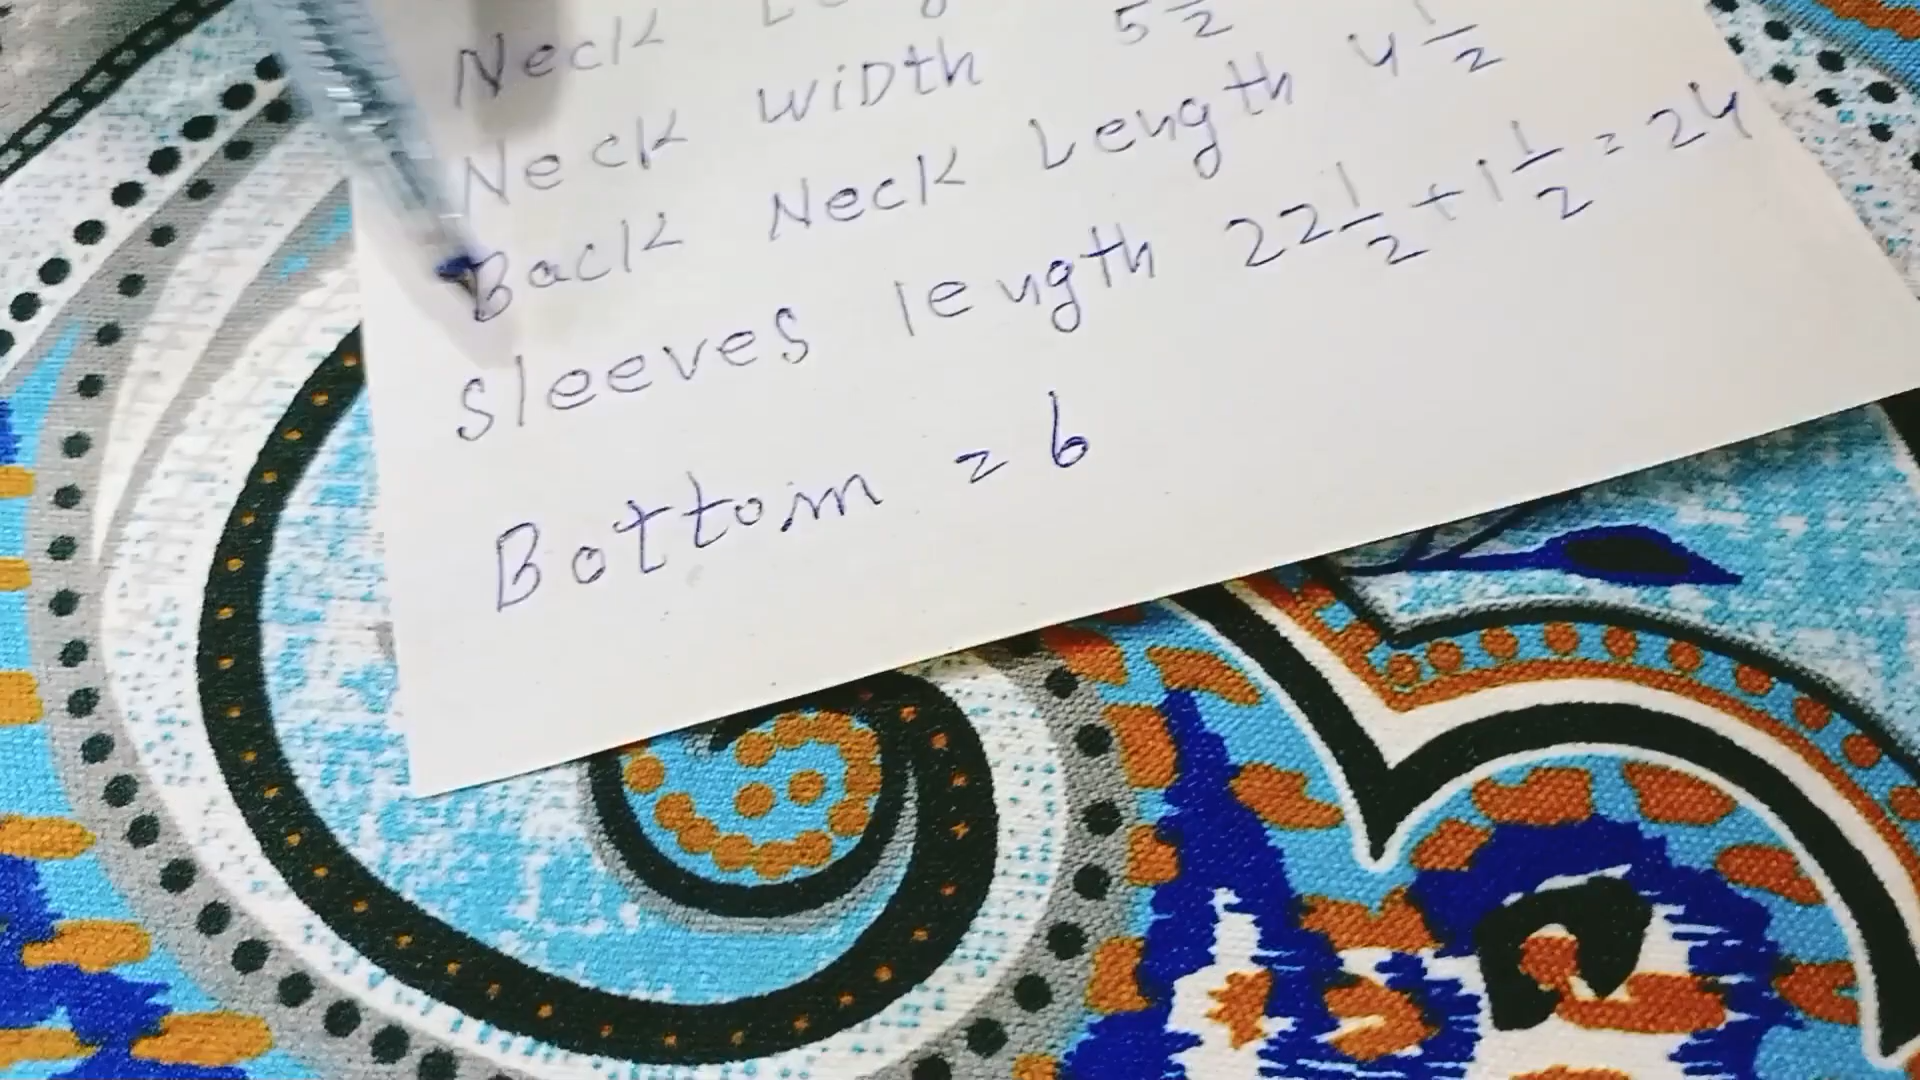 Neck
Neck WiDth 5 1/2
Back Neck Length 4 1/2
sleeves length 22 1/2 + 1 1/2 = 24
Bottom = 6